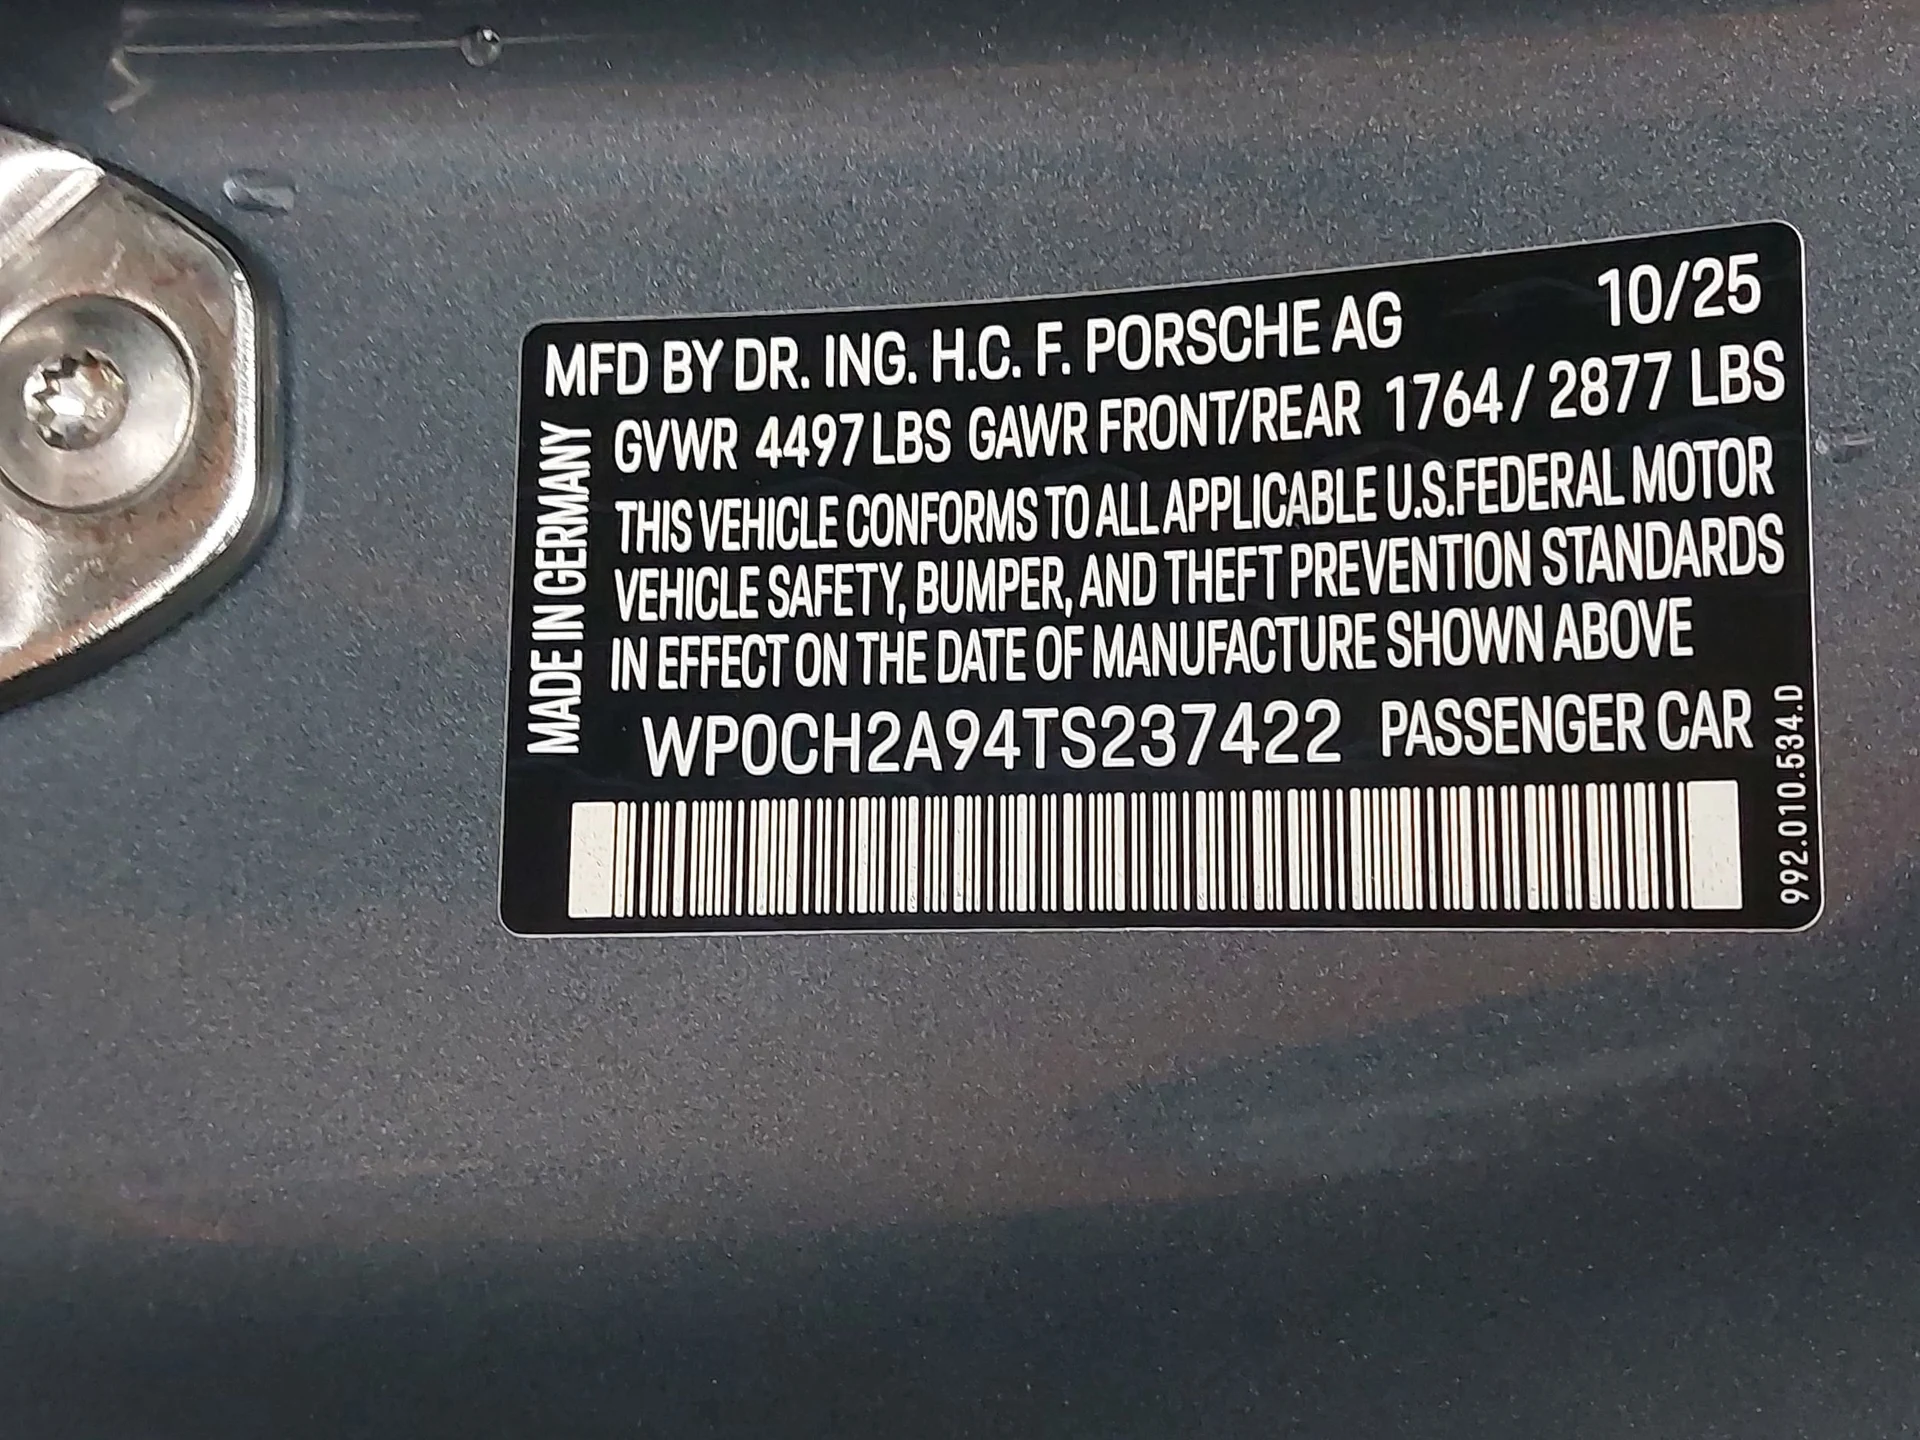 MFD BY DR. ING. H.C. F. PORSCHE AG 10/25
GVWR 4497 LBS GAWR FRONT/REAR 1764 / 2877 LBS
THIS VEHICLE CONFORMS TO ALL APPLICABLE U.S.FEDERAL MOTOR
VEHICLE SAFETY, BUMPER, AND THEFT PREVENTION STANDARDS
IN EFFECT ON THE DATE OF MANUFACTURE SHOWN ABOVE
WP0CH2A94TS237422 PASSENGER CAR
MADE IN GERMANY
992.010.534.D